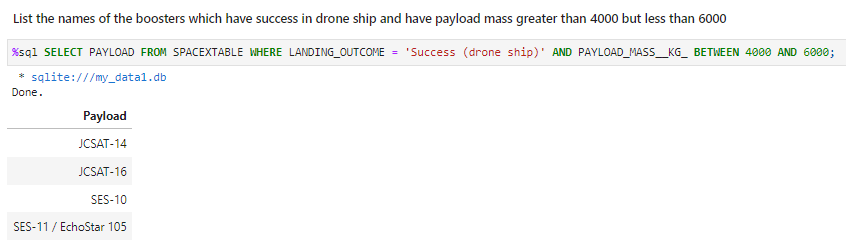 List the names of the boosters which have success in drone ship and have payload mass greater than 4000 but less than 6000
%sql SELECT PAYLOAD FROM SPACEXTABLE WHERE LANDING_OUTCOME = 'Success (drone ship)' AND PAYLOAD_MASS__KG_ BETWEEN 4000 AND 6000;
* sqlite:///my_data1.db
Done.
Payload
JCSAT-14
JCSAT-16
SES-10
SES-11 / EchoStar 105